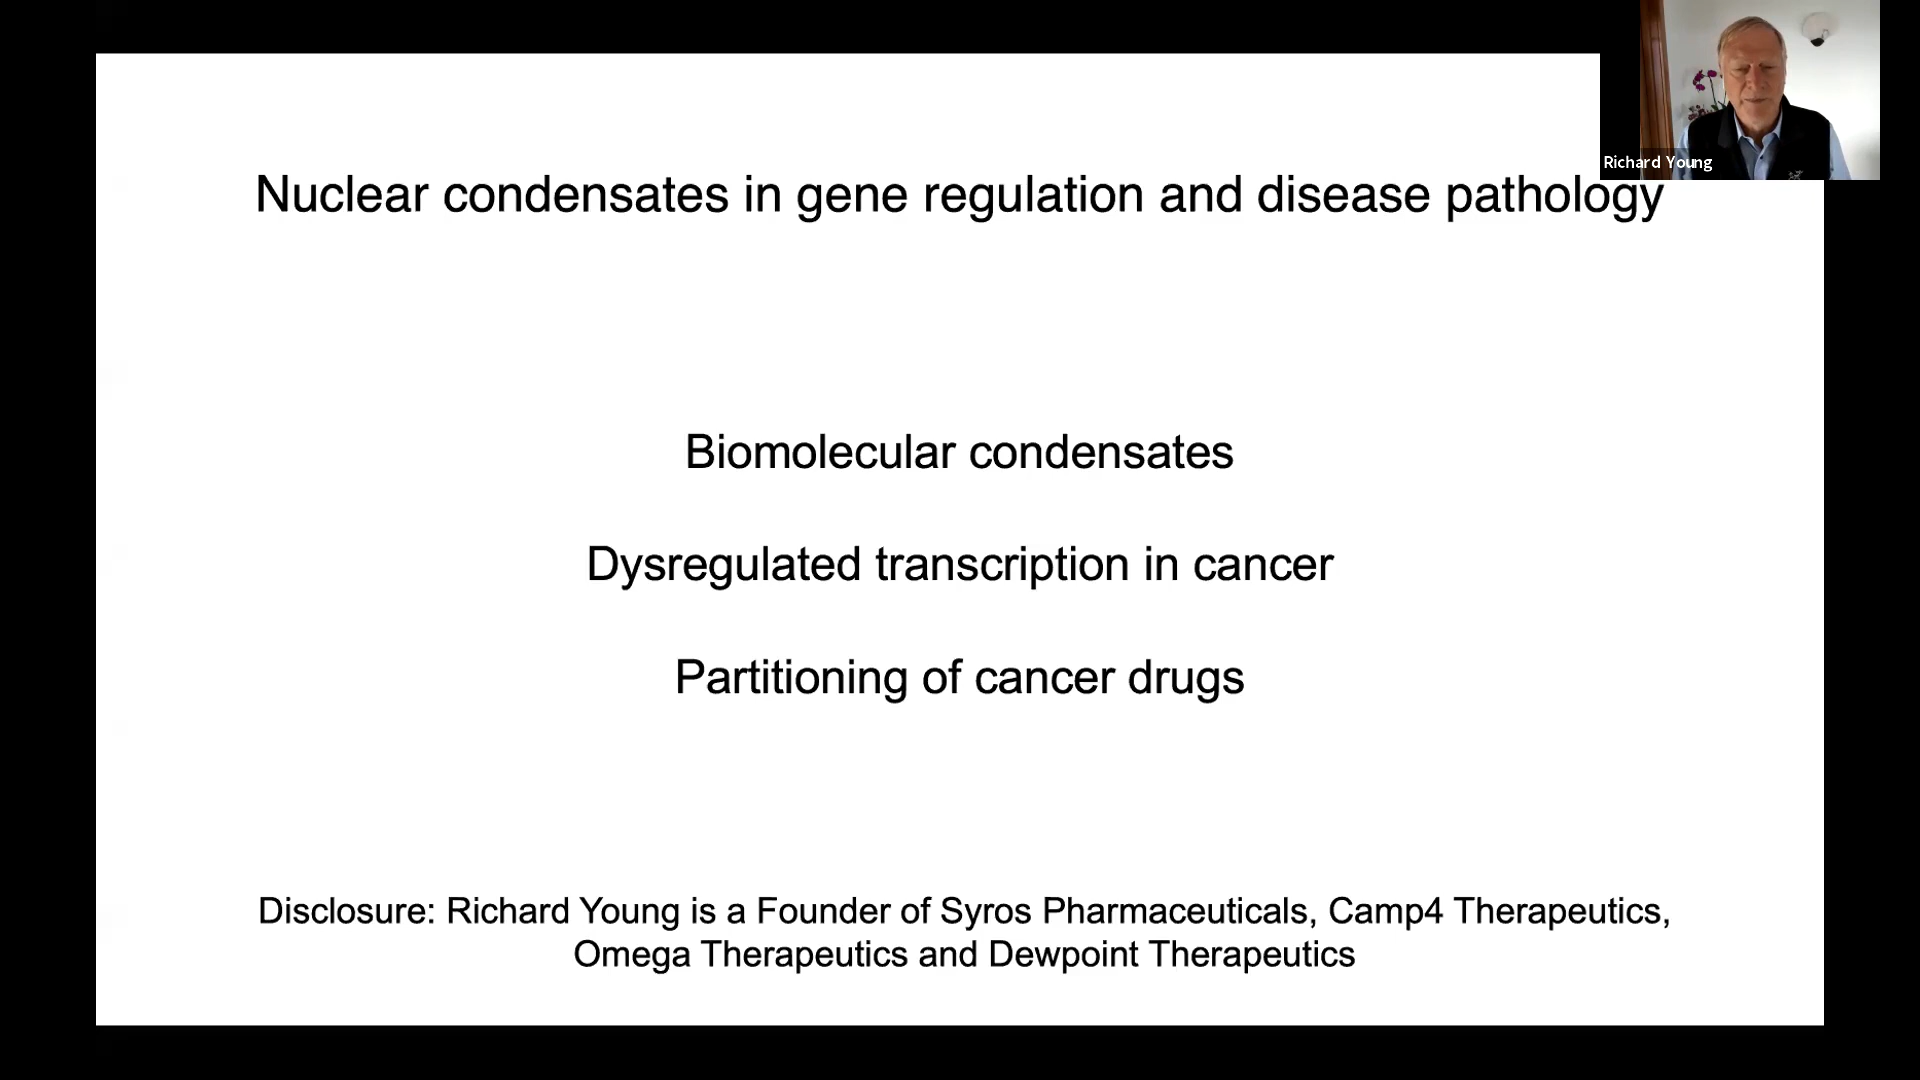 Richard Young
Nuclear condensates in gene regulation and disease pathology
Biomolecular condensates
Dysregulated transcription in cancer
Partitioning of cancer drugs
Disclosure: Richard Young is a Founder of Syros Pharmaceuticals, Camp4 Therapeutics,
Omega Therapeutics and Dewpoint Therapeutics